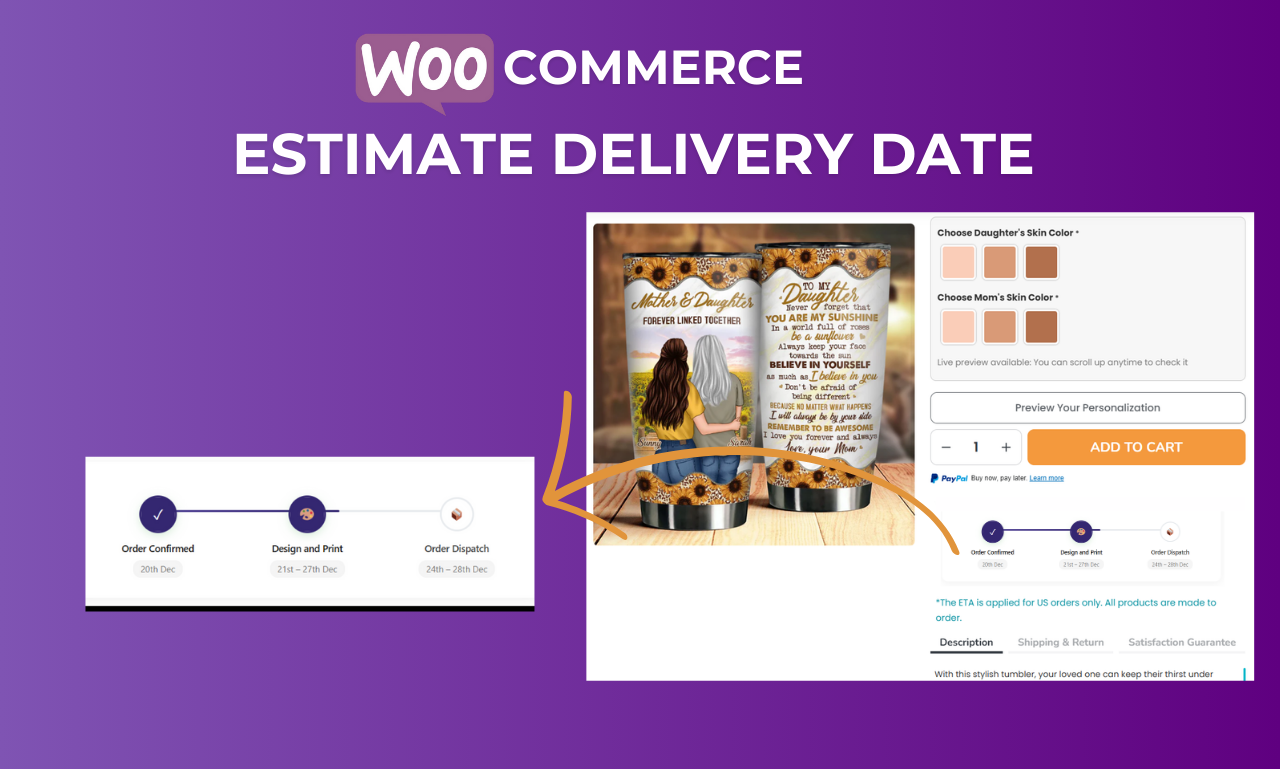 WOO COMMERCE
ESTIMATE DELIVERY DATE
✓
Order Confirmed
20th Dec
Design and Print
21st – 27th Dec
Order Dispatch
24th – 28th Dec
Mother & Daughter
FOREVER LINKED TOGETHER
Sunny
Sarah
TO MY
Daughter
Never forget that
YOU ARE MY SUNSHINE
In a world full of roses
be a sunflower
Always keep your face
towards the sun
BELIEVE IN YOURSELF
as much as I believe in you
Don't be afraid of
being different
BECAUSE NO MATTER WHAT HAPPENS
I will always be by your side
REMEMBER TO BE AWESOME
I love you forever and always
Love, your Mom
Choose Daughter's Skin Color *
Choose Mom's Skin Color *
Live preview available: You can scroll up anytime to check it
Preview Your Personalization
− 1 +
ADD TO CART
PayPal Buy now, pay later. Learn more
✓
Order Confirmed
20th Dec
Design and Print
21st – 27th Dec
Order Dispatch
24th – 28th Dec
*The ETA is applied for US orders only. All products are made to
order.
Description
Shipping & Return
Satisfaction Guarantee
With this stylish tumbler, your loved one can keep their thirst under